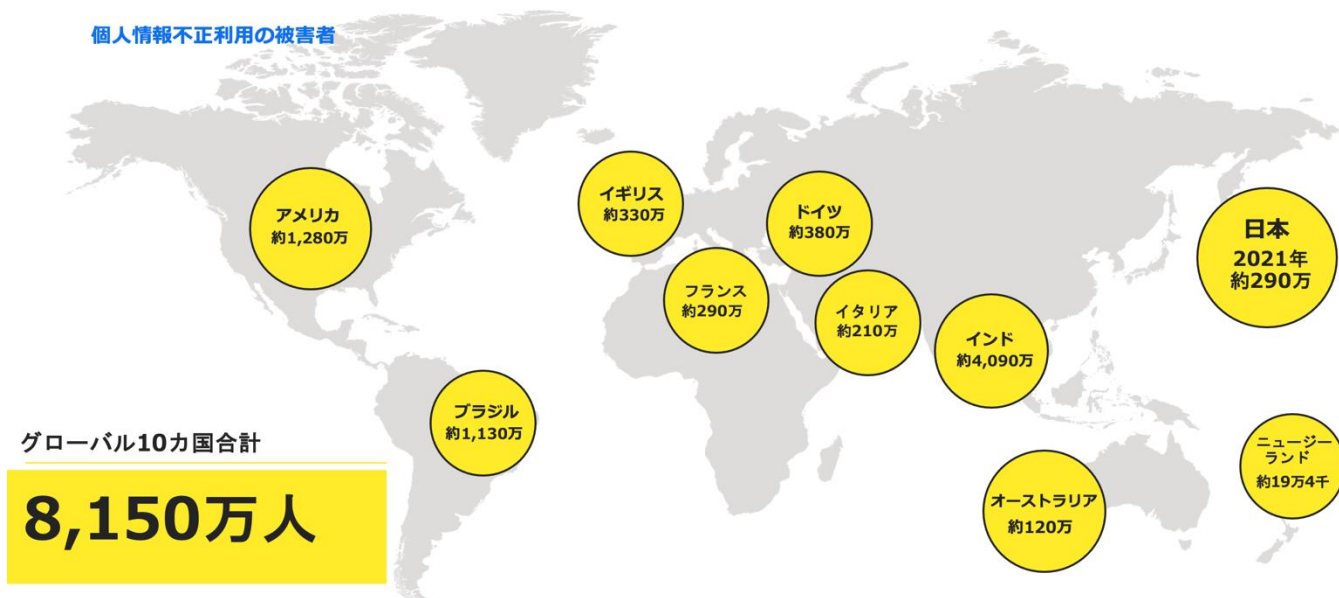 個人情報不正利用の被害者
アメリカ
約1,280万
イギリス
約330万
ドイツ
約380万
日本
2021年
約290万
フランス
約290万
イタリア
約210万
インド
約4,090万
ブラジル
約1,130万
ニュージー
ランド
約19万4千
オーストラリア
約120万
グローバル10カ国合計
8,150万人